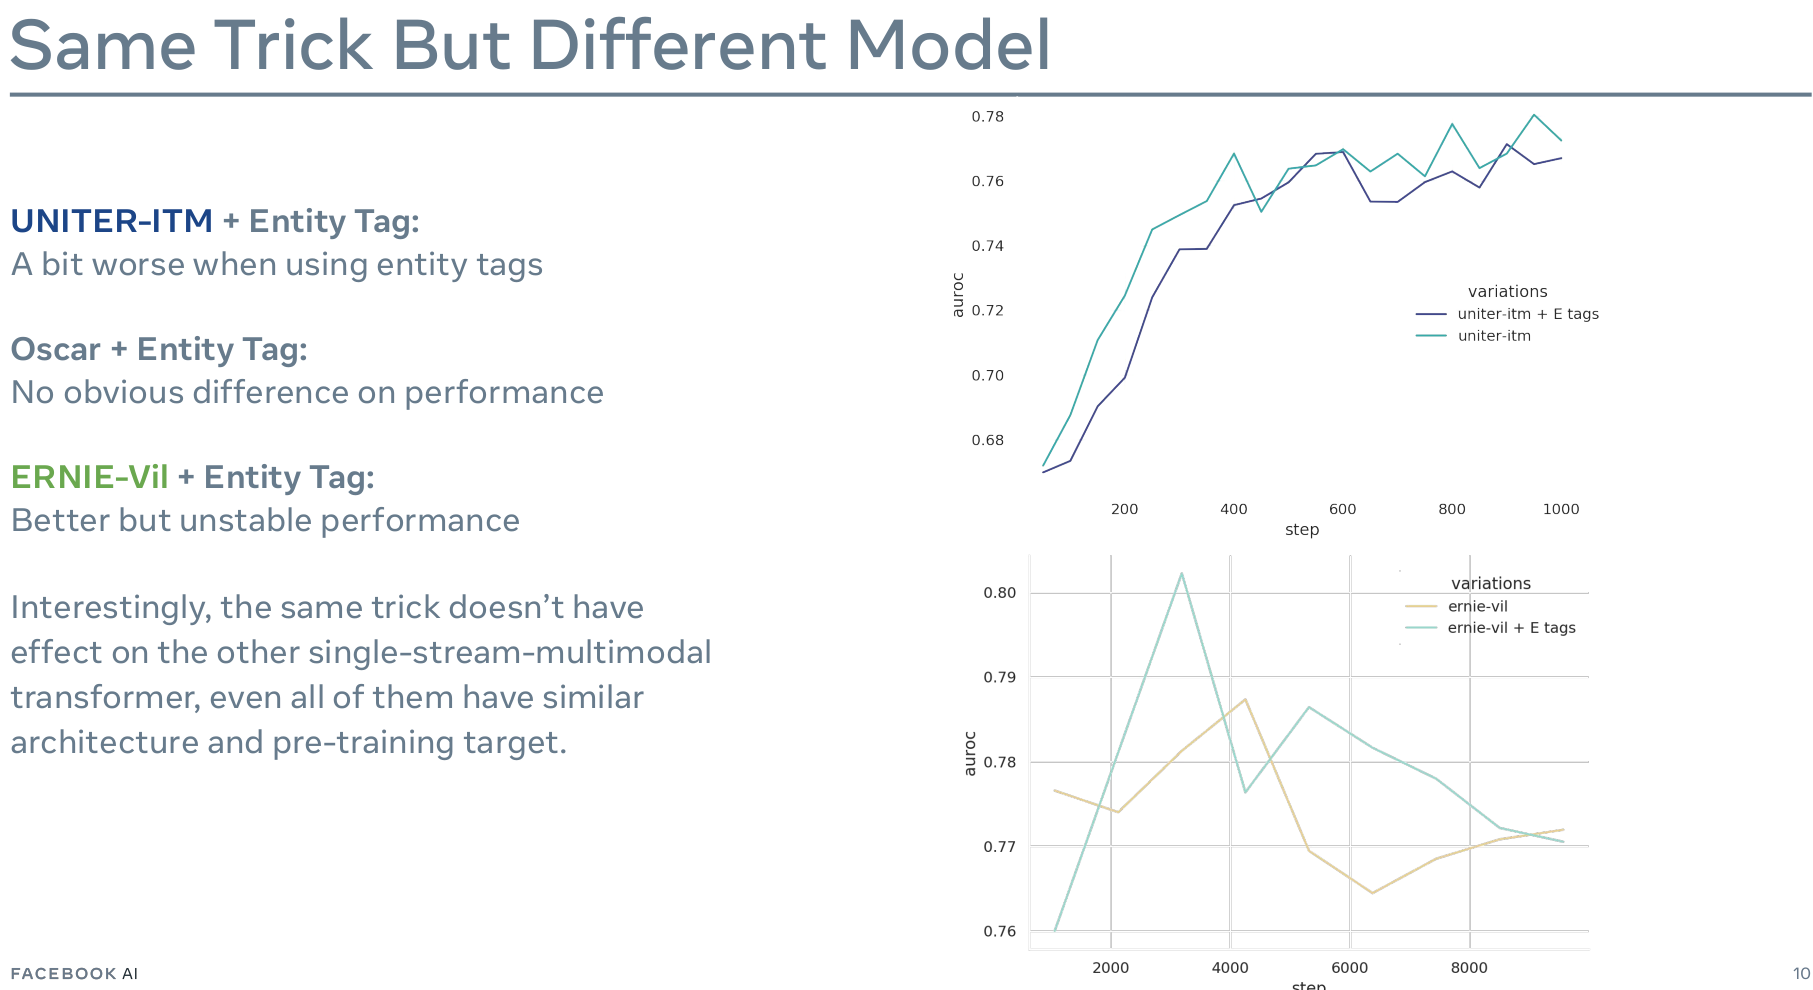 Same Trick But Different Model
UNITER-ITM + Entity Tag:
A bit worse when using entity tags
Oscar + Entity Tag:
No obvious difference on performance
ERNIE-Vil + Entity Tag:
Better but unstable performance
Interestingly, the same trick doesn’t have
effect on the other single-stream-multimodal
transformer, even all of them have similar
architecture and pre-training target.
0.78
0.76
0.74
0.72
0.70
0.68
auroc
variations
uniter-itm + E tags
uniter-itm
200 400 600 800 1000
step
0.80
0.79
0.78
0.77
0.76
auroc
variations
ernie-vil
ernie-vil + E tags
2000 4000 6000 8000
step
FACEBOOK AI
10